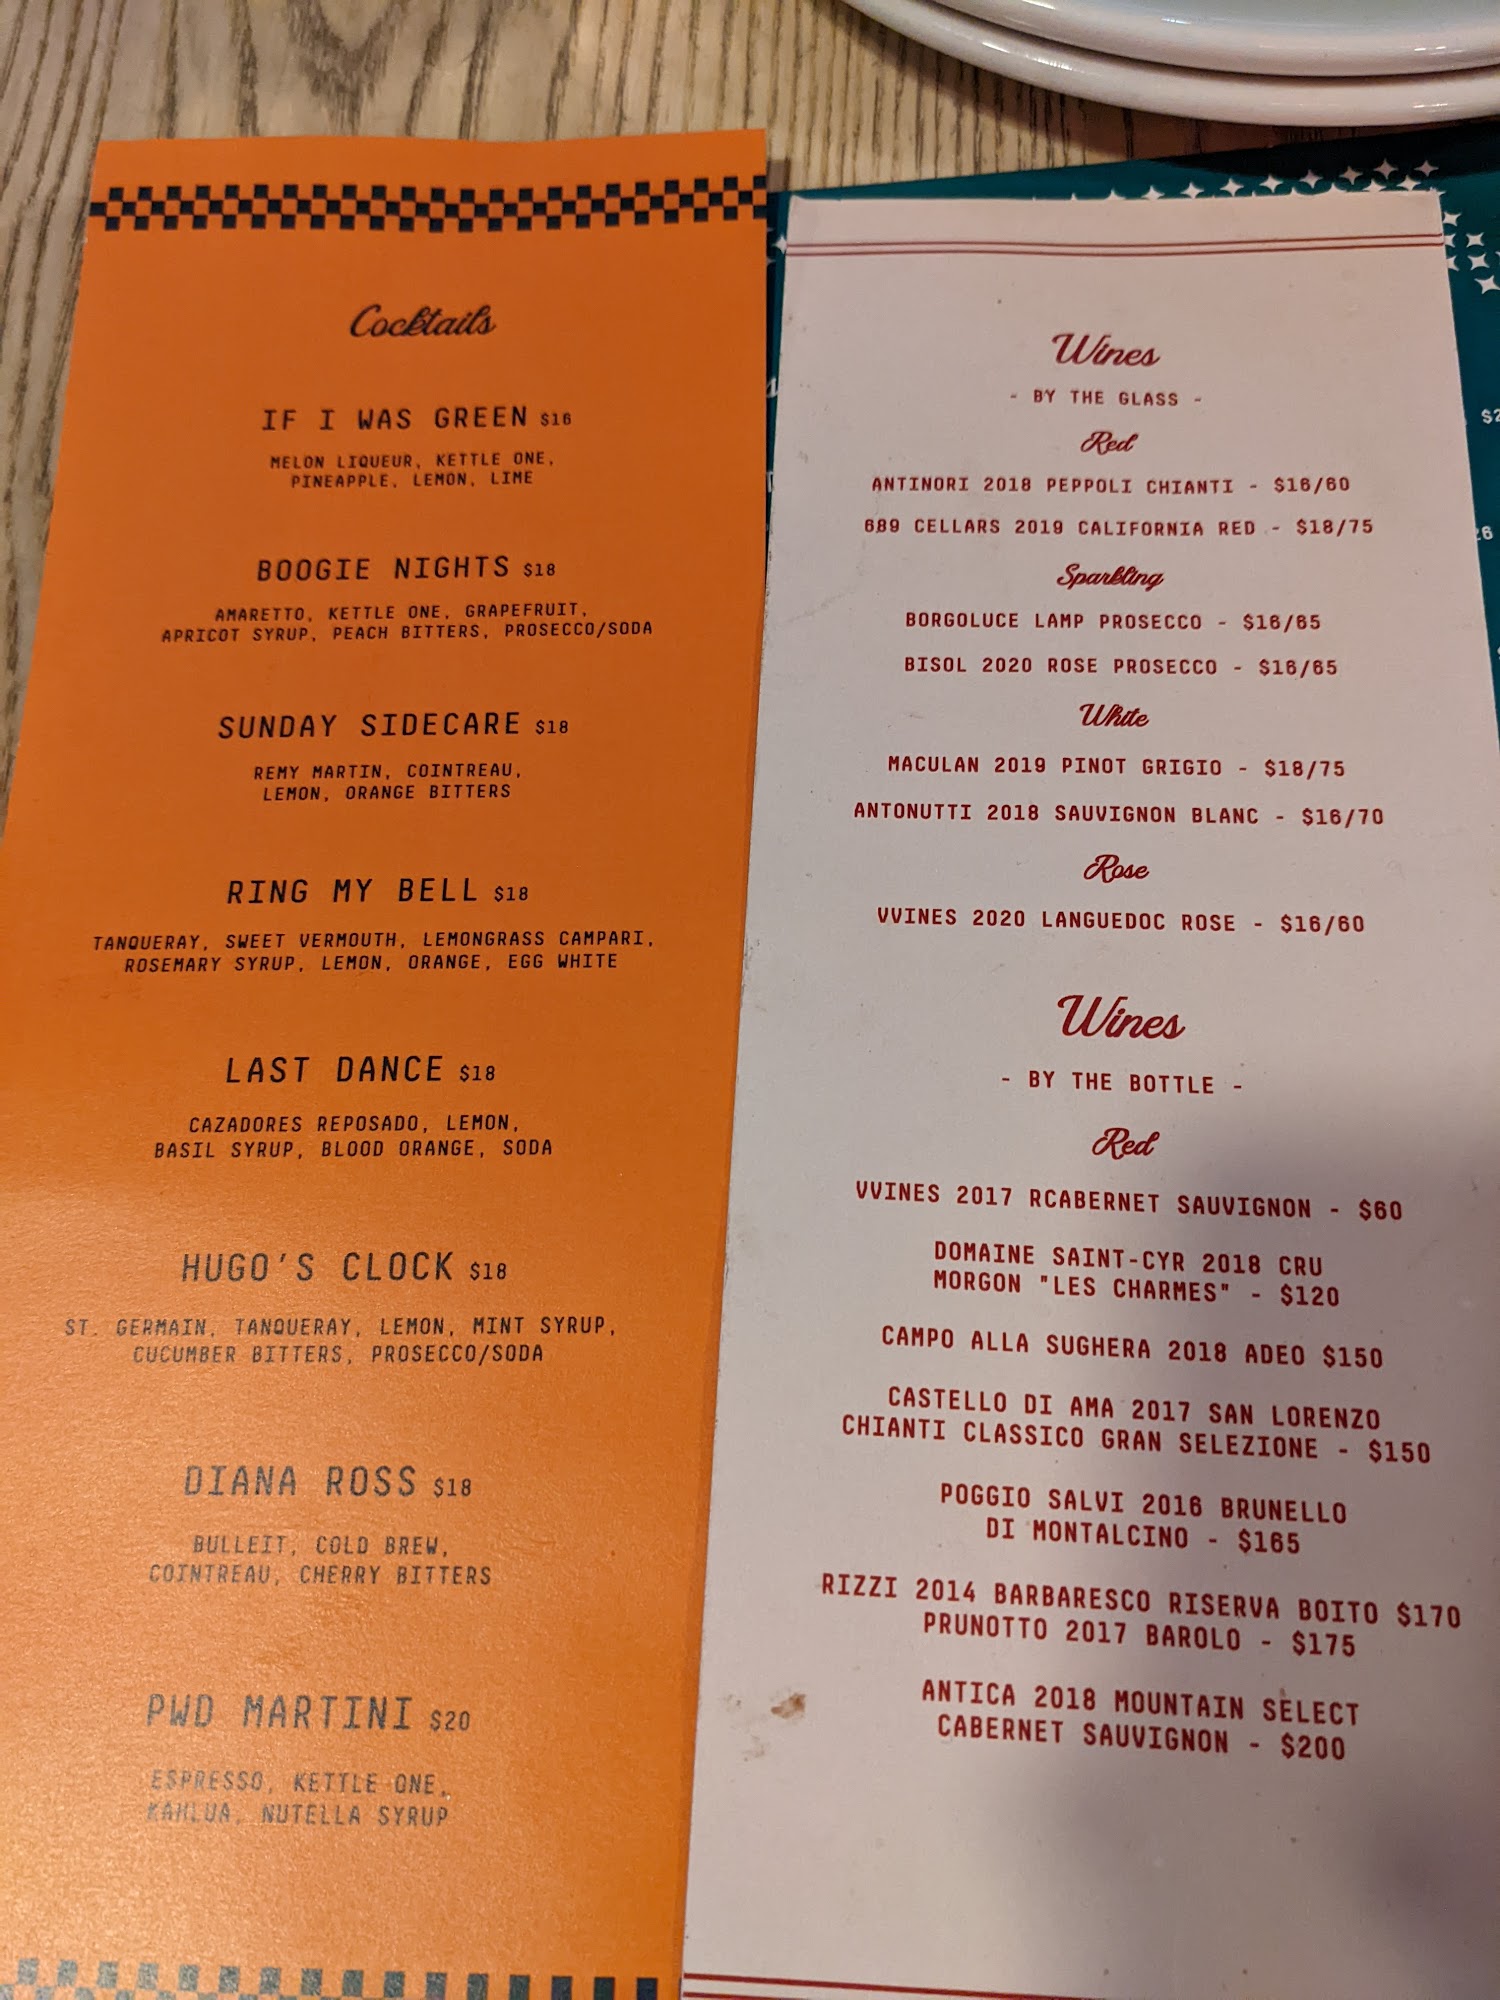 Cocktails
IF I WAS GREEN $16
MELON LIQUEUR, KETTLE ONE,
PINEAPPLE, LEMON, LIME
BOOGIE NIGHTS $18
AMARETTO, KETTLE ONE, GRAPEFRUIT,
APRICOT SYRUP, PEACH BITTERS, PROSECCO/SODA
SUNDAY SIDECARE $18
REMY MARTIN, COINTREAU,
LEMON, ORANGE BITTERS
RING MY BELL $18
TANQUERAY, SWEET VERMOUTH, LEMONGRASS CAMPARI,
ROSEMARY SYRUP, LEMON, ORANGE, EGG WHITE
LAST DANCE $18
CAZADORES REPOSADO, LEMON,
BASIL SYRUP, BLOOD ORANGE, SODA
HUGO'S CLOCK $18
ST. GERMAIN, TANQUERAY, LEMON, MINT SYRUP,
CUCUMBER BITTERS, PROSECCO/SODA
DIANA ROSS $18
BULLEIT, COLD BREW,
COINTREAU, CHERRY BITTERS
PWD MARTINI $20
ESPRESSO, KETTLE ONE,
KAHLUA, NUTELLA SYRUP
Wines
- BY THE GLASS -
Red
ANTINORI 2018 PEPPOLI CHIANTI - $16/60
689 CELLARS 2019 CALIFORNIA RED - $18/75
Sparkling
BORGOLUCE LAMP PROSECCO - $16/65
BISOL 2020 ROSE PROSECCO - $16/65
White
MACULAN 2019 PINOT GRIGIO - $18/75
ANTONUTTI 2018 SAUVIGNON BLANC - $16/70
Rose
VVINES 2020 LANGUEDOC ROSE - $16/60
Wines
- BY THE BOTTLE -
Red
VVINES 2017 RCABERNET SAUVIGNON - $60
DOMAINE SAINT-CYR 2018 CRU
MORGON "LES CHARMES" - $120
CAMPO ALLA SUGHERA 2018 ADEO $150
CASTELLO DI AMA 2017 SAN LORENZO
CHIANTI CLASSICO GRAN SELEZIONE - $150
POGGIO SALVI 2016 BRUNELLO
DI MONTALCINO - $165
RIZZI 2014 BARBARESCO RISERVA BOITO $170
PRUNOTTO 2017 BAROLO - $175
ANTICA 2018 MOUNTAIN SELECT
CABERNET SAUVIGNON - $200